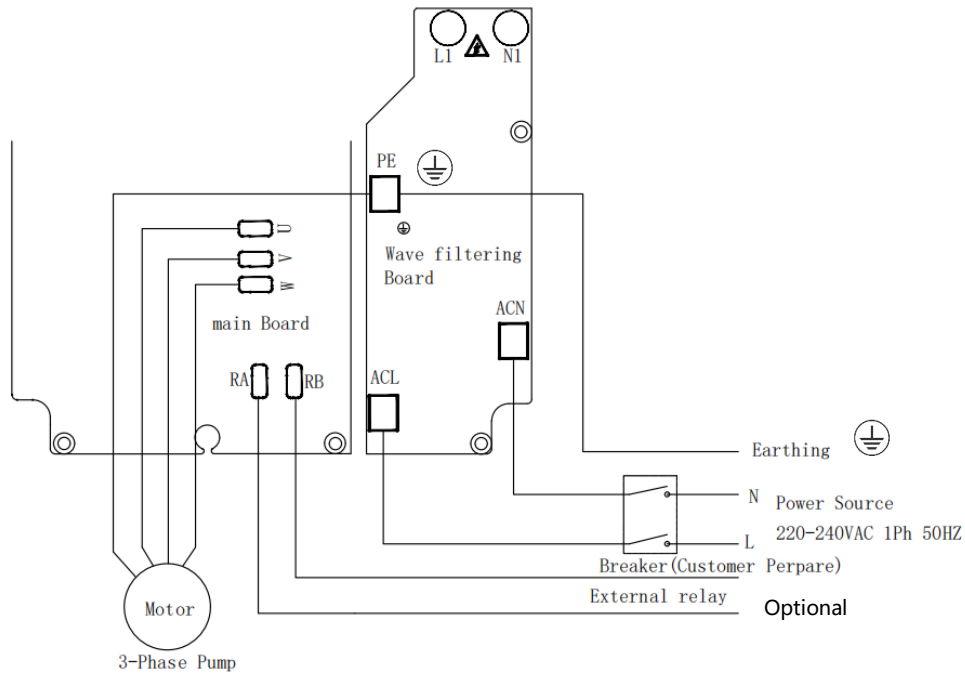 L1
N1
PE
U
V
W
Wave filtering
Board
main Board
ACN
RA
RB
ACL
Earthing
N
Power Source
L
220-240VAC 1Ph 50HZ
Breaker(Customer Perpare)
External relay
Optional
Motor
3-Phase Pump